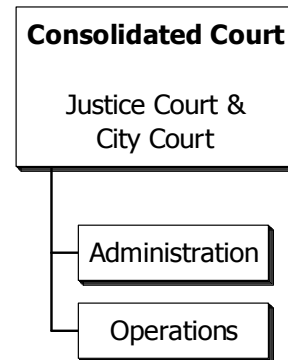 Consolidated Court
Justice Court &
City Court
Administration
Operations